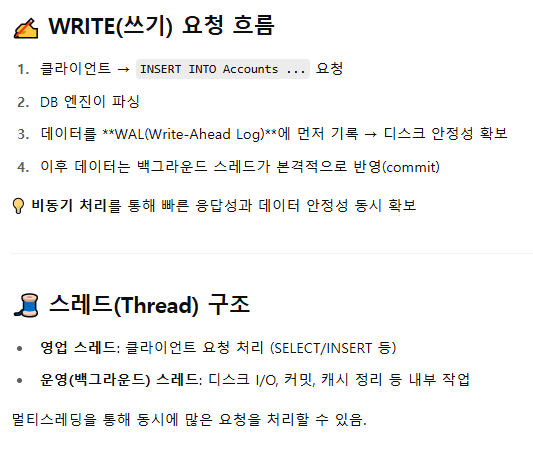 ✍ WRITE(쓰기) 요청 흐름
1. 클라이언트 → INSERT INTO Accounts ... 요청
2. DB 엔진이 파싱
3. 데이터를 **WAL(Write-Ahead Log)**에 먼저 기록 → 디스크 안정성 확보
4. 이후 데이터는 백그라운드 스레드가 본격적으로 반영(commit)
💡 비동기 처리를 통해 빠른 응답성과 데이터 안정성 동시 확보
🧵 스레드(Thread) 구조
• 영업 스레드: 클라이언트 요청 처리 (SELECT/INSERT 등)
• 운영(백그라운드) 스레드: 디스크 I/O, 커밋, 캐시 정리 등 내부 작업
멀티스레딩을 통해 동시에 많은 요청을 처리할 수 있음.